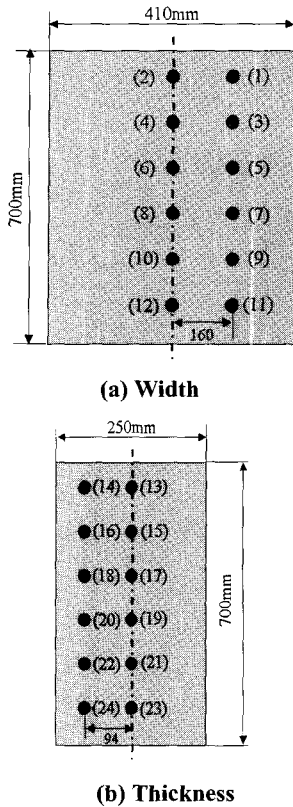 410mm
700mm
(2) (1)
(4) (3)
(6) (5)
(8) (7)
(10) (9)
(12) (11)
160
(a) Width
250mm
700mm
(14) (13)
(16) (15)
(18) (17)
(20) (19)
(22) (21)
(24) (23)
94
(b) Thickness